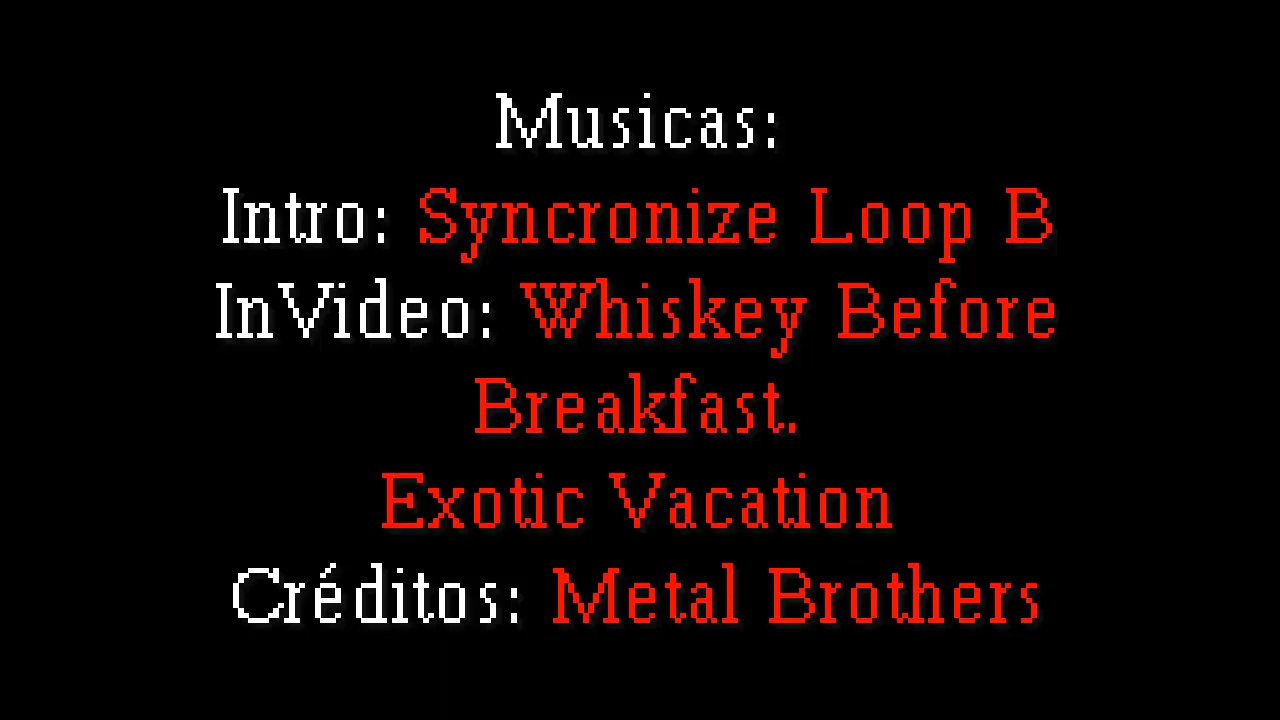 Musicas:
Intro: Syncronize Loop B
InVideo: Whiskey Before
Breakfast.
Exotic Vacation
Créditos: Metal Brothers